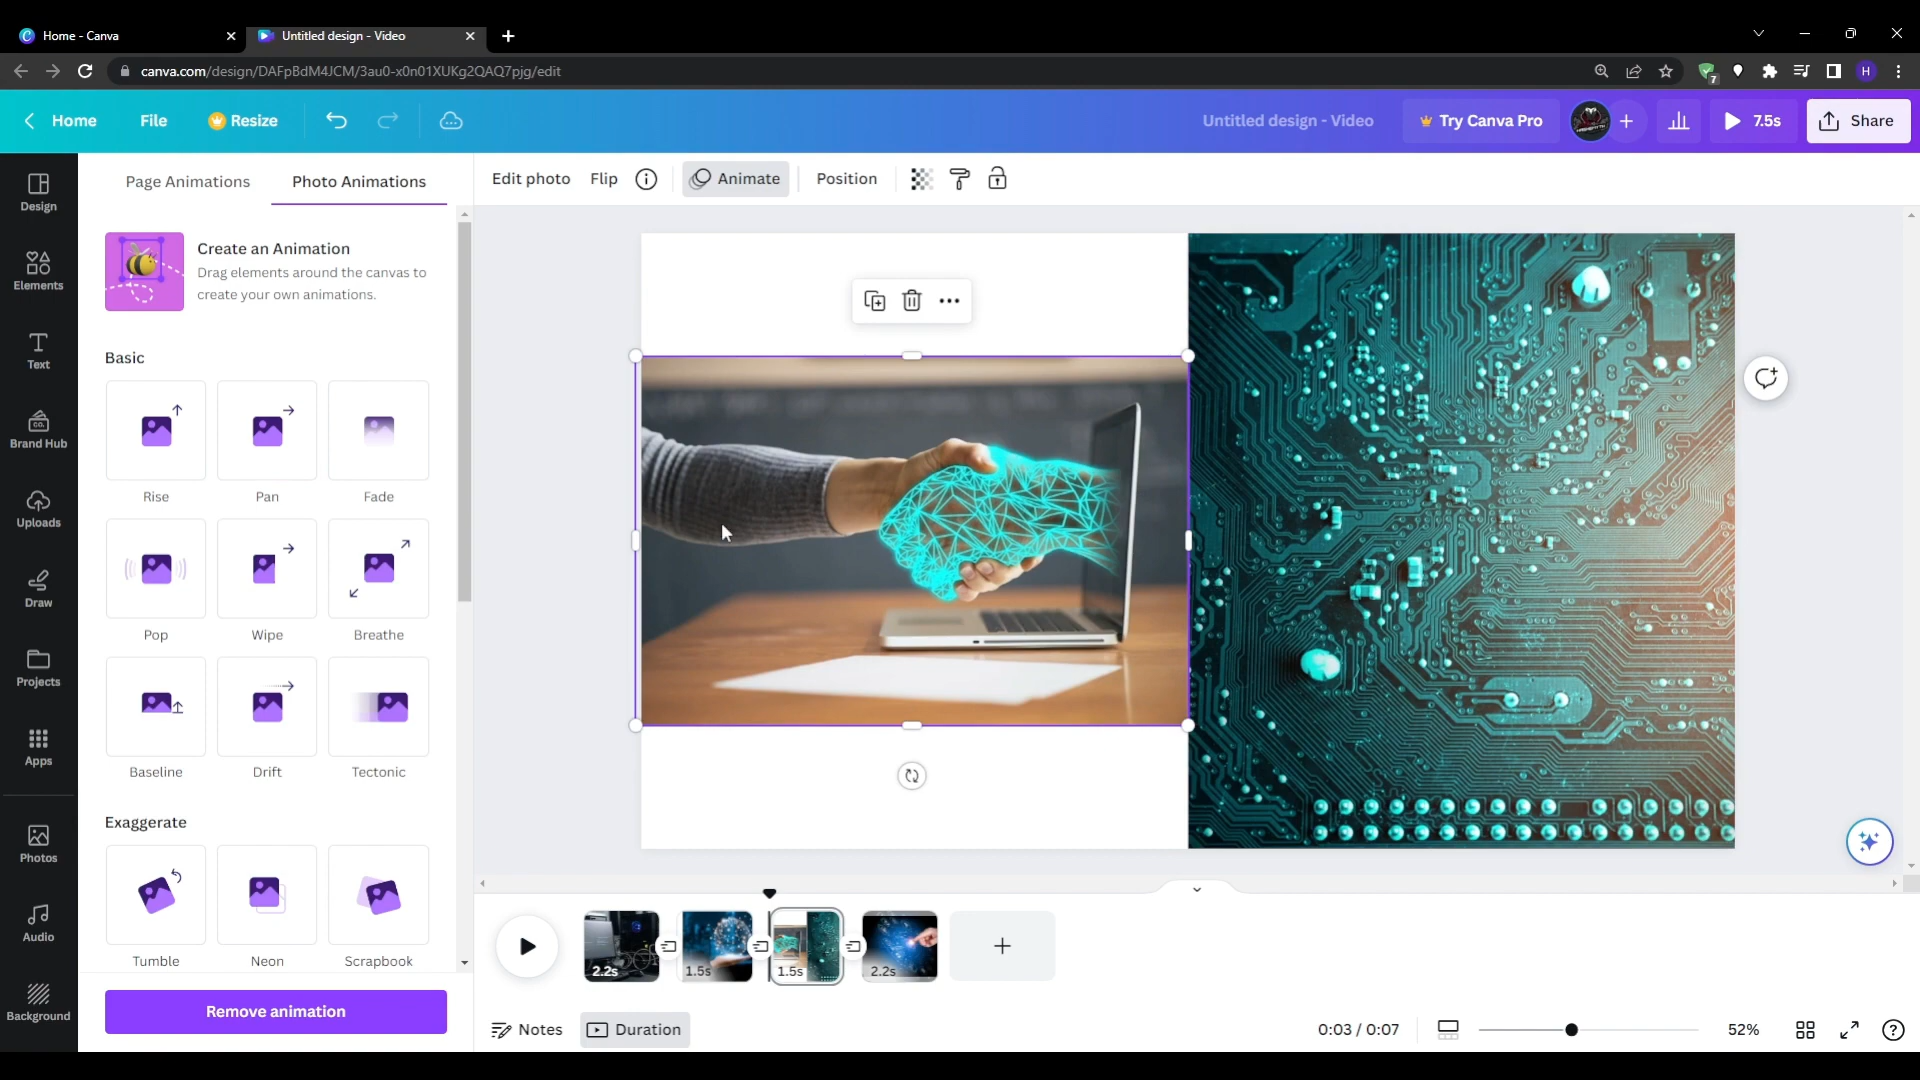 Home - Canva
Untitled design - Video
canva.com/design/DAFpBdM4JCM/3au0-x0n01XUKg2QAQ7pjg/edit
7
H
Home
File
Resize
Untitled design - Video
Try Canva Pro
7.5s
Share
Design
Elements
Text
Brand Hub
Uploads
Draw
Projects
Apps
Photos
Audio
Background
Page Animations
Photo Animations
Create an Animation
Drag elements around the canvas to
create your own animations.
Basic
Rise
Pan
Fade
Pop
Wipe
Breathe
Baseline
Drift
Tectonic
Exaggerate
Tumble
Neon
Scrapbook
Remove animation
Edit photo
Flip
Animate
Position
2.2s
1.5s
1.5s
2.2s
Notes
Duration
0:03 / 0:07
52%